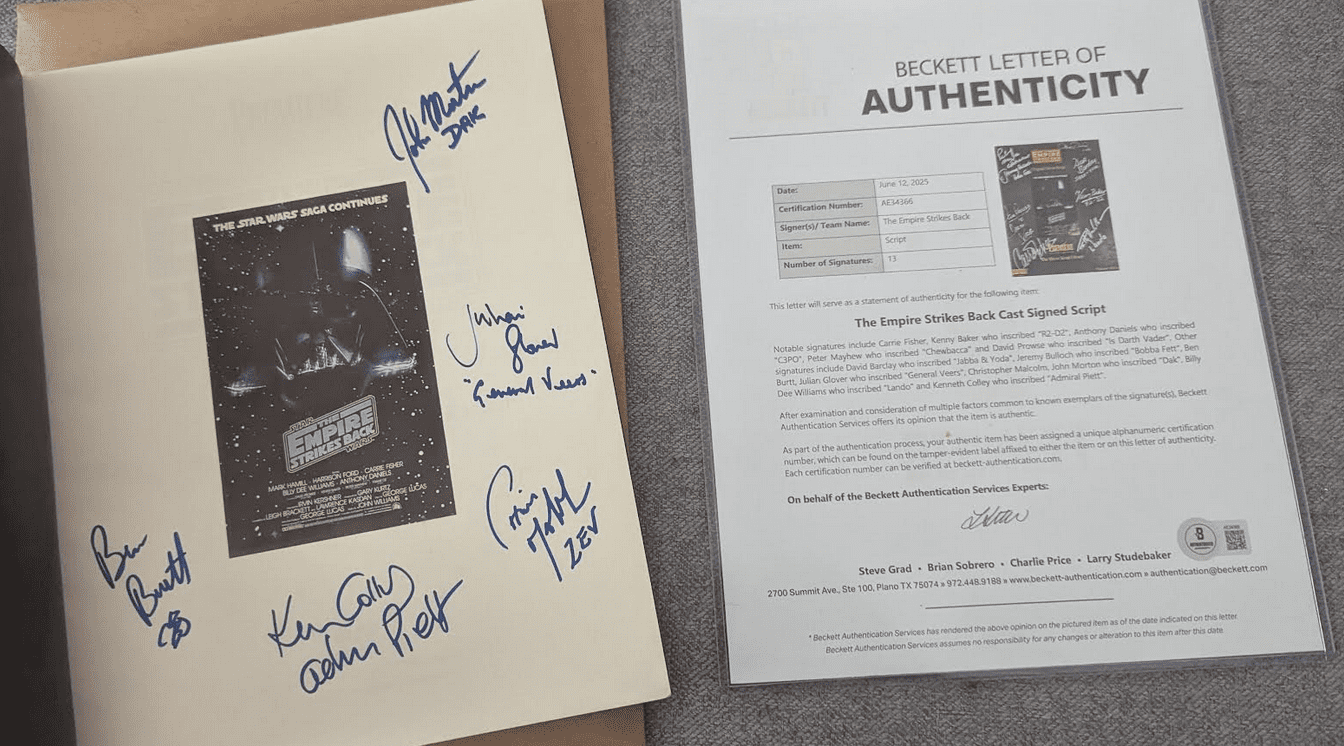 John Morton
DAK
THE STAR WARS SAGA CONTINUES
Julian
Glover
"General Veers"
STAR
THE EMPIRE
STRIKES BACK
WARS
MARK HAMILL · HARRISON FORD · CARRIE FISHER
BILLY DEE WILLIAMS · ANTHONY DANIELS
IRVIN KERSHNER GARY KURTZ
LEIGH BRACKETT LAWRENCE KASDAN GEORGE LUCAS
GEORGE LUCAS JOHN WILLIAMS
Ben
Burtt
ZEV
Ken Colley
adm Piett
BECKETT LETTER OF
AUTHENTICITY
Date: June 12, 2025
Certification Number: AE34366
Signer(s)/ Team Name: The Empire Strikes Back
Item: Script
Number of Signatures: 13
EMPIRE
This letter will serve as a statement of authenticity for the following item:
The Empire Strikes Back Cast Signed Script
Notable signatures include Carrie Fisher, Kenny Baker who inscribed "R2-D2", Anthony Daniels who inscribed
"C3PO", Peter Mayhew who inscribed "Chewbacca" and David Prowse who inscribed "Is Darth Vader". Other
signatures include David Barclay who inscribed "Jabba & Yoda", Jeremy Bulloch who inscribed "Bobba Fett", Ben
Burtt, Julian Glover who inscribed "General Veers", Christopher Malcolm, John Morton who inscribed "Dak", Billy
Dee Williams who inscribed "Lando" and Kenneth Colley who inscribed "Admiral Piett".
After examination and consideration of multiple factors common to known exemplars of the signature(s), Beckett
Authentication Services offers its opinion that the item is authentic.
As part of the authentication process, your authentic item has been assigned a unique alphanumeric certification
number, which can be found on the tamper-evident label affixed to either the item or on this letter of authenticity.
Each certification number can be verified at beckett-authentication.com.
On behalf of the Beckett Authentication Services Experts:
Steve Grad • Brian Sobrero • Charlie Price • Larry Studebaker
2700 Summit Ave., Ste 100, Plano TX 75074 » 972.448.9188 » www.beckett-authentication.com » authentication@beckett.com
* Beckett Authentication Services has rendered the above opinion on the pictured item as of the date indicated on this letter.
Beckett Authentication Services assumes no responsibility for any changes or alteration to this item after this date.